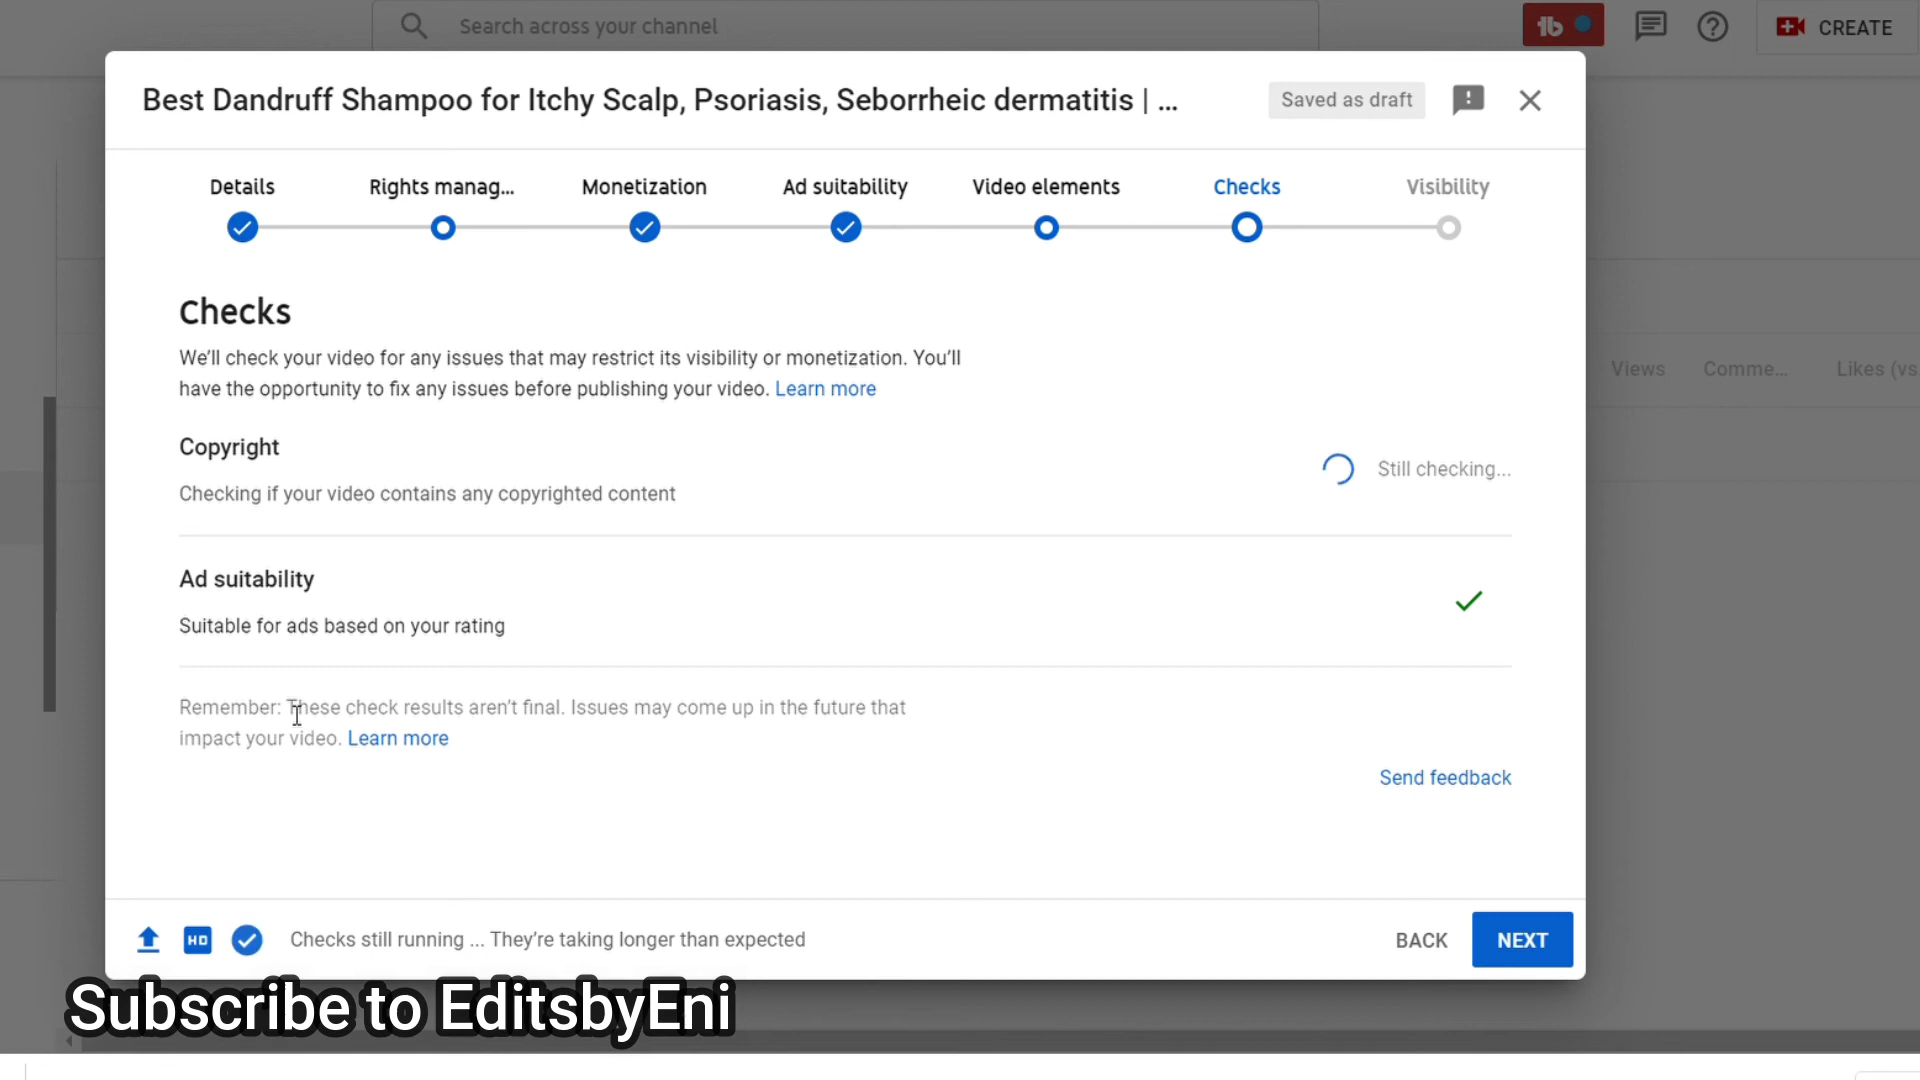 Search across your channel
tb
CREATE
Best Dandruff Shampoo for Itchy Scalp, Psoriasis, Seborrheic dermatitis | ...
Saved as draft
Details
Rights manag...
Monetization
Ad suitability
Video elements
Checks
Visibility
Checks
We'll check your video for any issues that may restrict its visibility or monetization. You'll
have the opportunity to fix any issues before publishing your video. Learn more
Views
Comme...
Likes (vs
Copyright
Checking if your video contains any copyrighted content
Still checking...
Ad suitability
Suitable for ads based on your rating
Remember: These check results aren't final. Issues may come up in the future that
impact your video. Learn more
Send feedback
HD
Checks still running ... They're taking longer than expected
BACK
NEXT
Subscribe to EditsbyEni